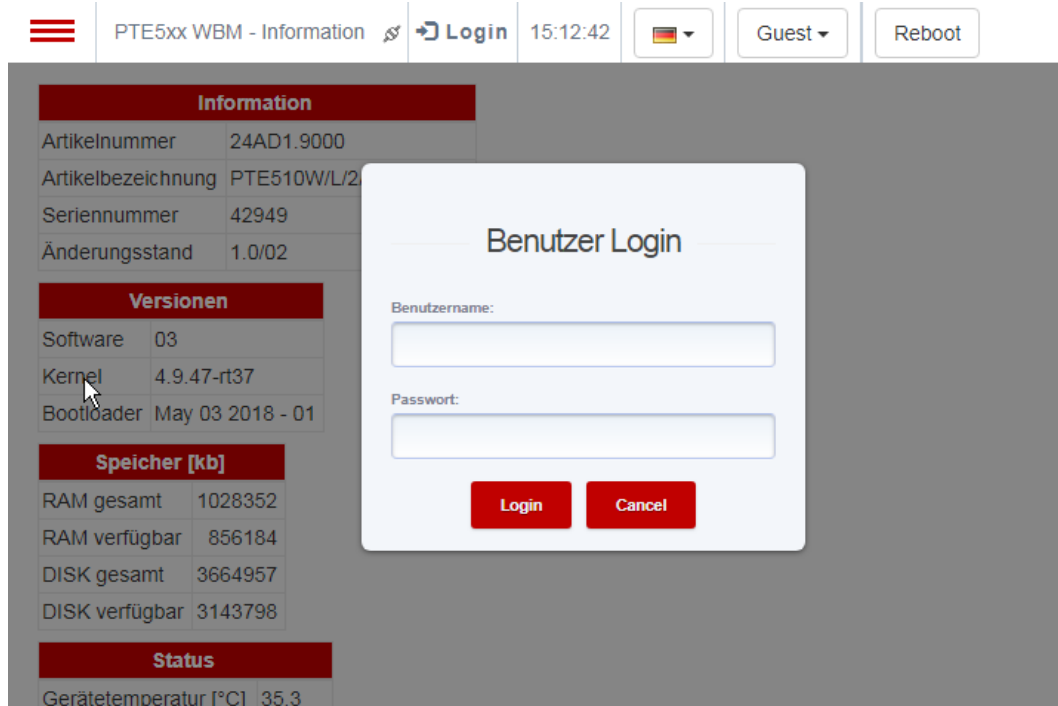 PTE5xx WBM - Information Login 15:12:42 Guest Reboot
Information
Artikelnummer 24AD1.9000
Artikelbezeichnung PTE510W/L/2
Seriennummer 42949
Änderungsstand 1.0/02
Versionen
Software 03
Kernel 4.9.47-rt37
Bootloader May 03 2018 - 01
Speicher [kb]
RAM gesamt 1028352
RAM verfügbar 856184
DISK gesamt 3664957
DISK verfügbar 3143798
Status
Gerätetemperatur [°C] 35.3
Benutzer Login
Benutzername:
Passwort:
Login Cancel